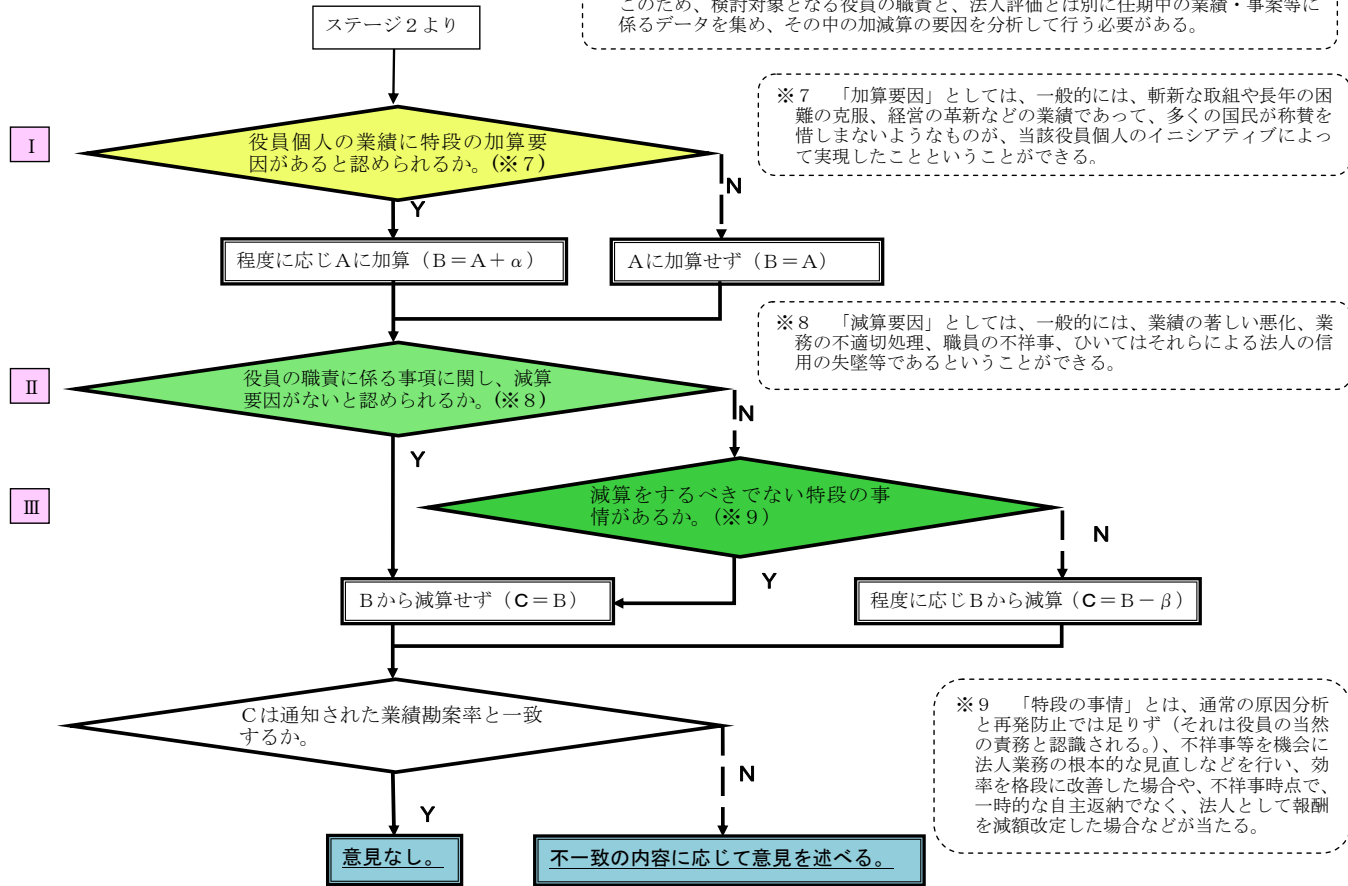 このため、検討対象となる役員の職責と、法人評価とは別に任期中の業績・事案等に
係るデータを集め、その中の加減算の要因を分析して行う必要がある。
ステージ２より
※７　「加算要因」としては、一般的には、斬新な取組や長年の困
難の克服、経営の革新などの業績であって、多くの国民が称賛を
惜しまないようなものが、当該役員個人のイニシアティブによっ
て実現したことということができる。
Ⅰ
役員個人の業績に特段の加算要
因があると認められるか。(※７)
N
Y
程度に応じＡに加算（Ｂ＝Ａ＋α）
Ａに加算せず（Ｂ＝Ａ）
※８　「減算要因」としては、一般的には、業績の著しい悪化、業
務の不適切処理、職員の不祥事、ひいてはそれらによる法人の信
用の失墜等であるということができる。
Ⅱ
役員の職責に係る事項に関し、減算
要因がないと認められるか。(※８)
N
Y
Ⅲ
減算をするべきでない特段の事
情があるか。(※９)
N
Y
Ｂから減算せず（Ｃ＝Ｂ）
程度に応じＢから減算（Ｃ＝Ｂ－β）
※９　「特段の事情」とは、通常の原因分析
と再発防止では足りず（それは役員の当然
の責務と認識される。）、不祥事等を機会に
法人業務の根本的な見直しなどを行い、効
率を格段に改善した場合や、不祥事時点で、
一時的な自主返納でなく、法人として報酬
を減額改定した場合などが当たる。
Ｃは通知された業績勘案率と一致
するか。
N
Y
意見なし。
不一致の内容に応じて意見を述べる。